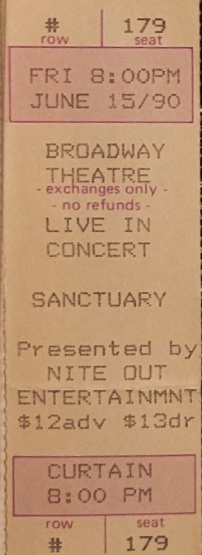 # 179
row seat
FRI 8:00PM
JUNE 15/90
BROADWAY
THEATRE
- exchanges only -
- no refunds -
LIVE IN
CONCERT
SANCTUARY
Presented by
NITE OUT
ENTERTAINMNT
$12adv $13dr
CURTAIN
8:00 PM
row seat
# 179